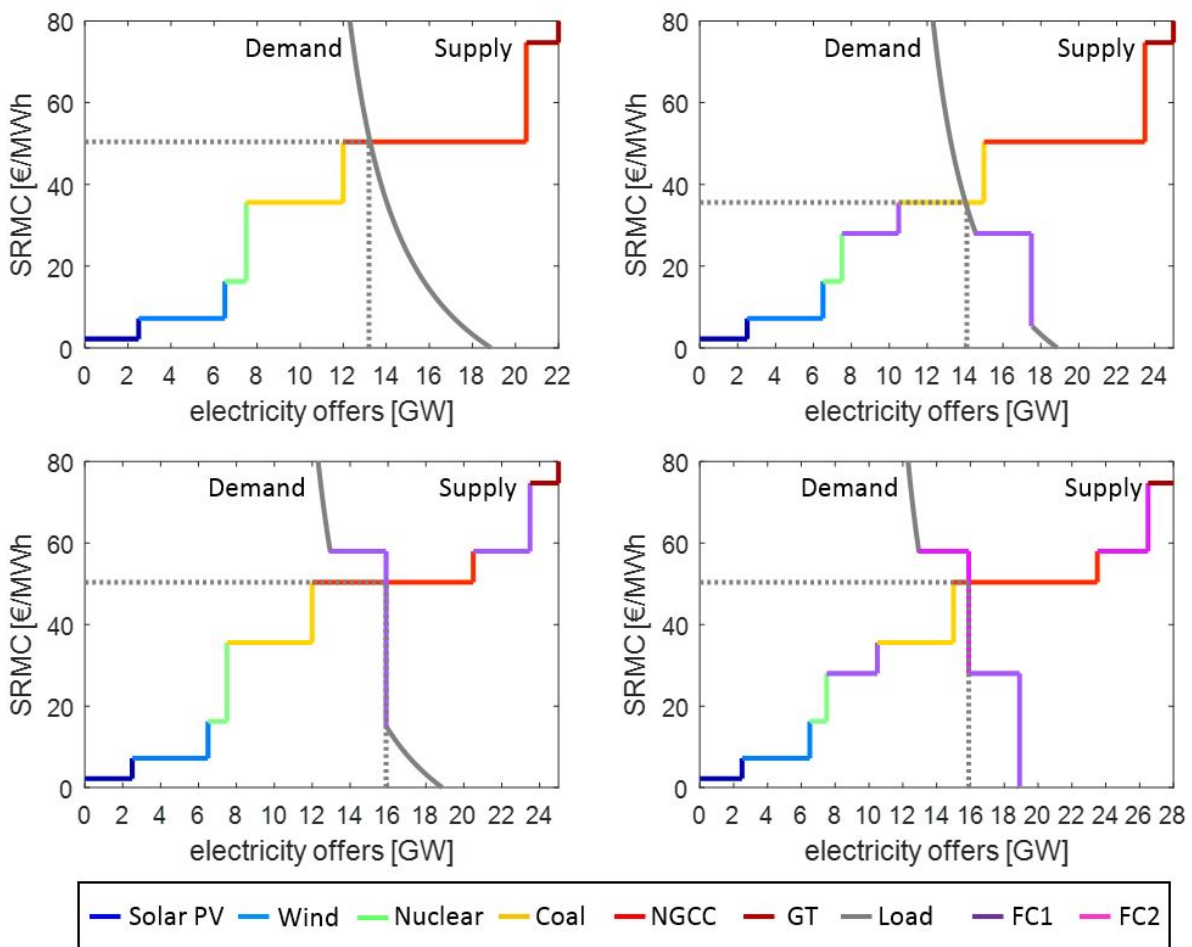 80
60
40
20
0
SRMC [€/MWh
Demand
Supply
0 2 4 6 8 10 12 14 16 18 20 22
electricity offers [GW]
80
60
40
20
0
SRMC [€/MWh
Demand
Supply
0 2 4 6 8 10 12 14 16 18 20 22 24
electricity offers [GW]
80
60
40
20
0
SRMC [€/MWh
Demand
Supply
0 2 4 6 8 10 12 14 16 18 20 22 24
electricity offers [GW]
80
60
40
20
0
SRMC [€/MWh
Demand
Supply
0 2 4 6 8 10 12 14 16 18 20 22 24 26 28
electricity offers [GW]
Solar PV Wind Nuclear Coal NGCC GT Load FC1 FC2